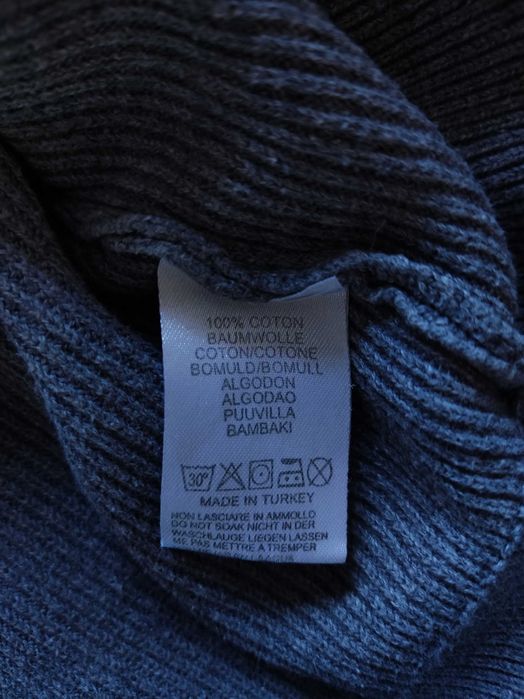 100% COTON
BAUMWOLLE
COTON/COTONE
BOMULD/BOMULL
ALGODON
ALGODAO
PUUVILLA
BAMBAKI
30°
MADE IN TURKEY
NON LASCIARE IN AMMOLLO
DO NOT SOAK NICHT IN DER
WASCHLAUGE LIEGEN LASSEN
ME PAS METTRE A TREMPER